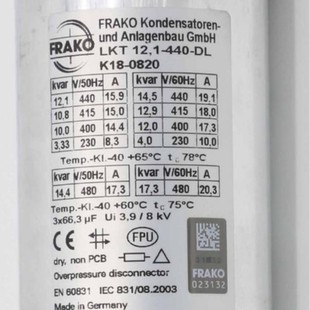 FRAKO
FRAKO Kondensatoren-
und Anlagenbau GmbH
LKT 12,1-440-DL
K18-0820
kvar V/50Hz A kvar V/60Hz A
12,1 440 15,9 14,5 440 19,1
10,8 415 15,0 12,9 415 18,0
10,0 400 14,4 12,0 400 17,3
3,33 230 8,3 4,0 230 10,0
Temp.-Kl.-40 +65°C tc 78°C
kvar V/50Hz A kvar V/60Hz A
14,4 480 17,3 17,3 480 20,3
Temp.-Kl.-40 +60°C tc 75°C
3x66,3 µF Ui 3,9 / 8 kV
CE FPU
dry, non PCB
Overpressure disconnector
EN 60831 IEC 831/08.2003
Made in Germany
FRAKO
023132